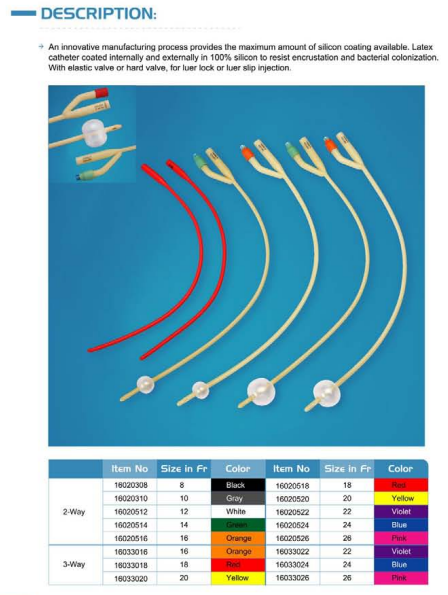 DESCRIPTION:
An innovative manufacturing process provides the maximum amount of silicon coating available. Latex
catheter coated internally and externally in 100% silicon to resist encrustation and bacterial colonization.
With elastic valve or hard valve, for luer lock or luer slip injection.
Item No Size in Fr Color Item No Size in Fr Color
16020308 8 Black 16020518 18 Red
16020310 10 Gray 16020520 20 Yellow
2-Way 16020512 12 White 16020522 22 Violet
16020514 14 Green 16020524 24 Blue
16020516 16 Orange 16020526 26 Pink
16033016 16 Orange 16033022 22 Violet
3-Way 16033018 18 Red 16033024 24 Blue
16033020 20 Yellow 16033026 26 Pink